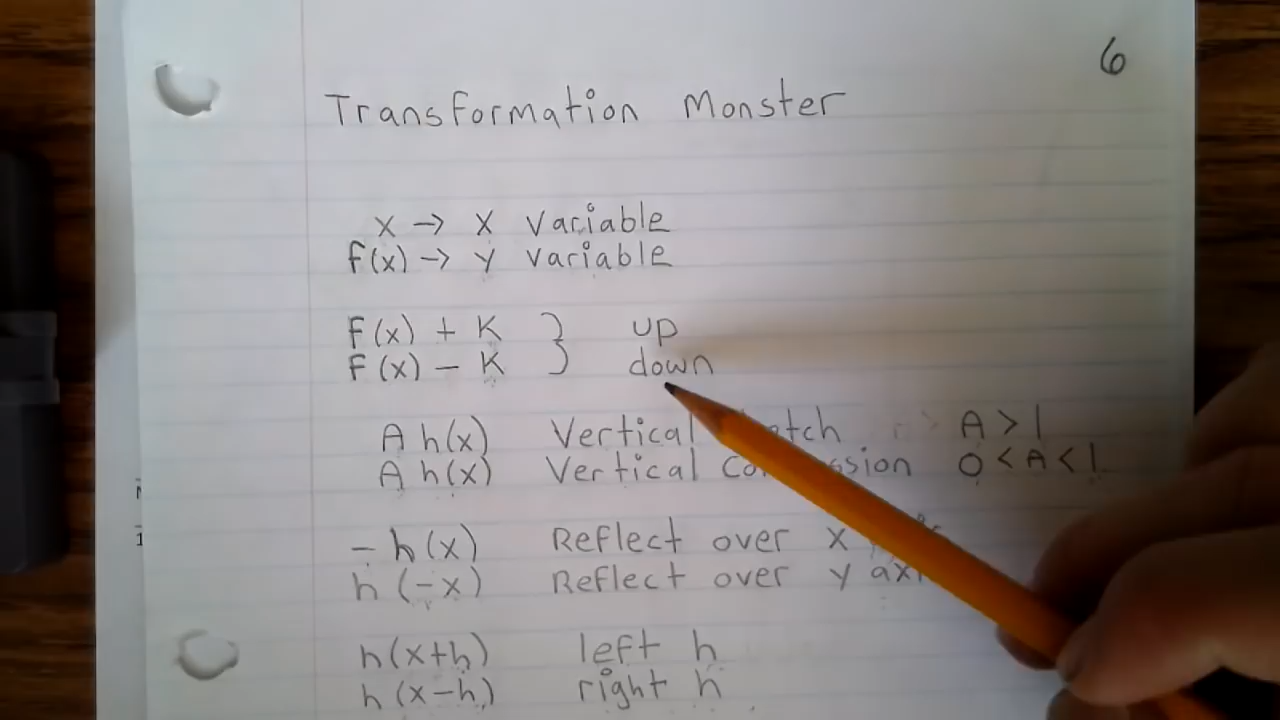 6
Transformation Monster
x → x variable
f(x) → y variable
f(x) + K } up
f(x) - K down
A h(x) Vertical A > 1
A h(x) Vertical 0 < A < 1
- h(x) Reflect over x
h(-x) Reflect over y
h(x+h) left h
h(x-h) right h